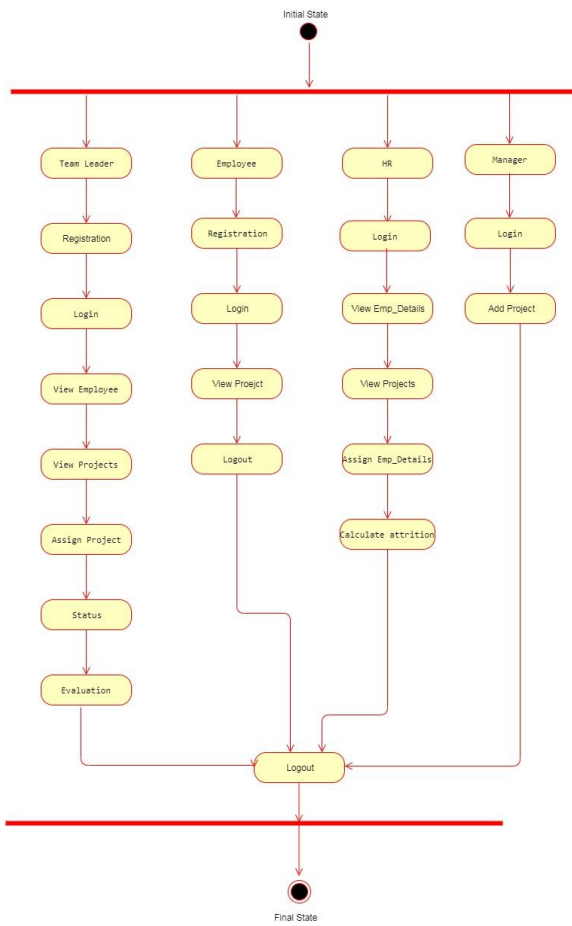 Initial State
Team Leader
Employee
HR
Manager
Registration
Registration
Login
Login
Login
Login
View Emp_Details
Add Project
View Employee
View Proejct
View Projects
View Projects
Logout
Assign Emp_Details
Assign Project
Calculate attrition
Status
Evaluation
Logout
Final State